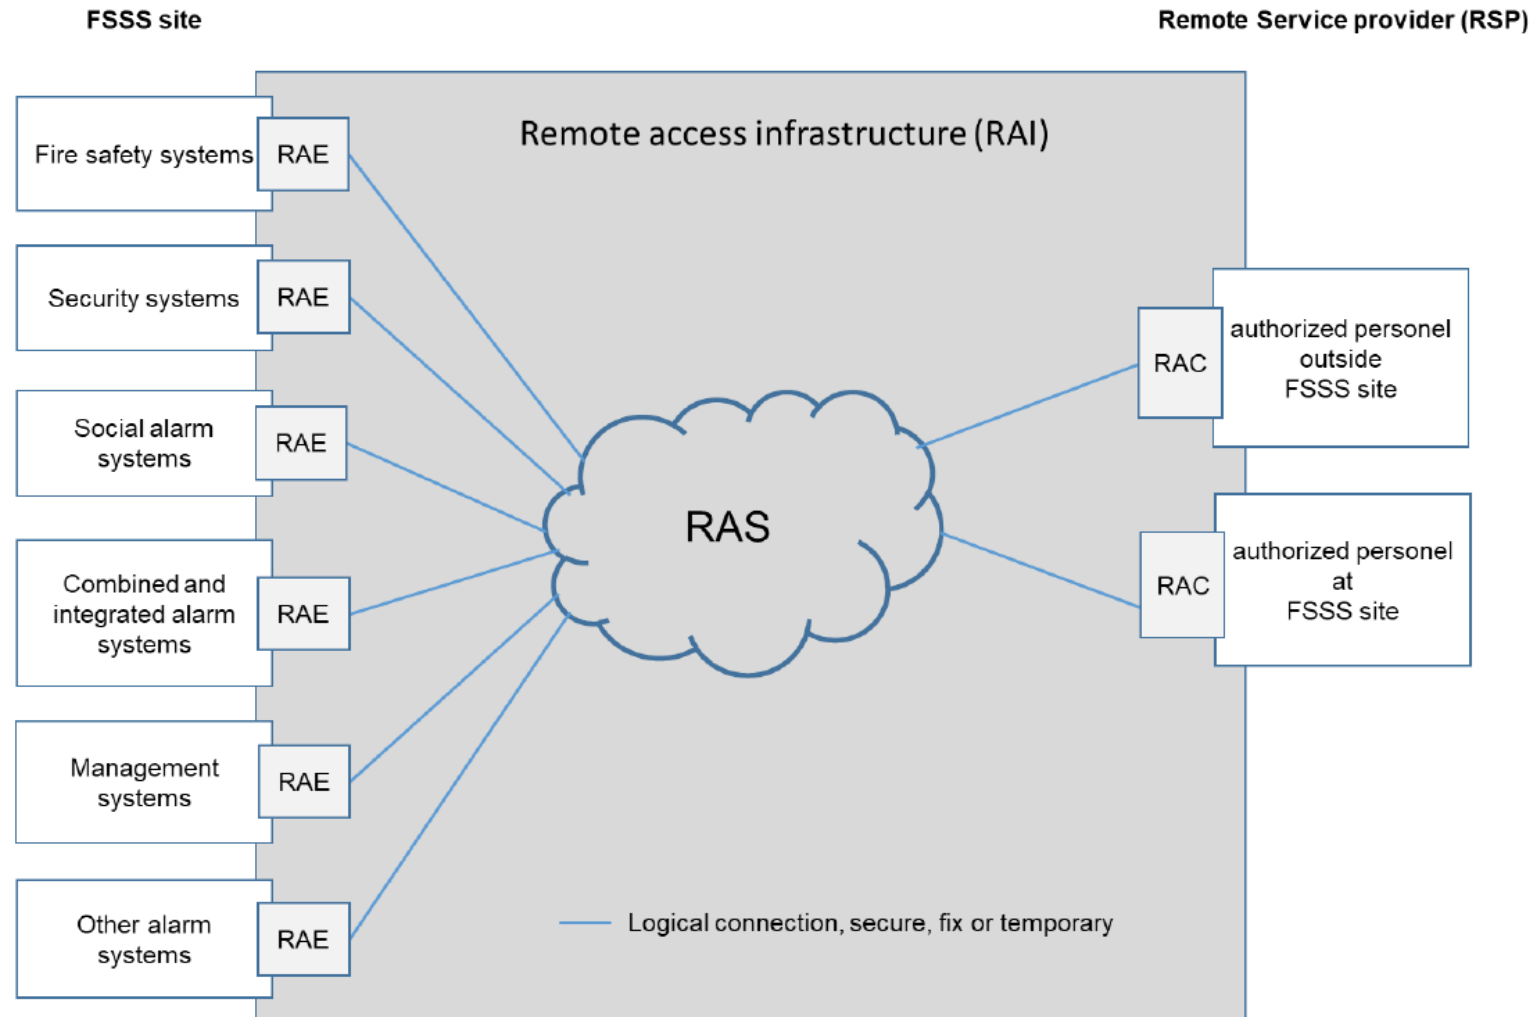 FSSS site
Remote Service provider (RSP)
Remote access infrastructure (RAI)
Fire safety systems
RAE
Security systems
RAE
Social alarm
systems
RAE
Combined and
integrated alarm
systems
RAE
Management
systems
RAE
Other alarm
systems
RAE
RAS
RAC
authorized personel
outside
FSSS site
RAC
authorized personel
at
FSSS site
Logical connection, secure, fix or temporary